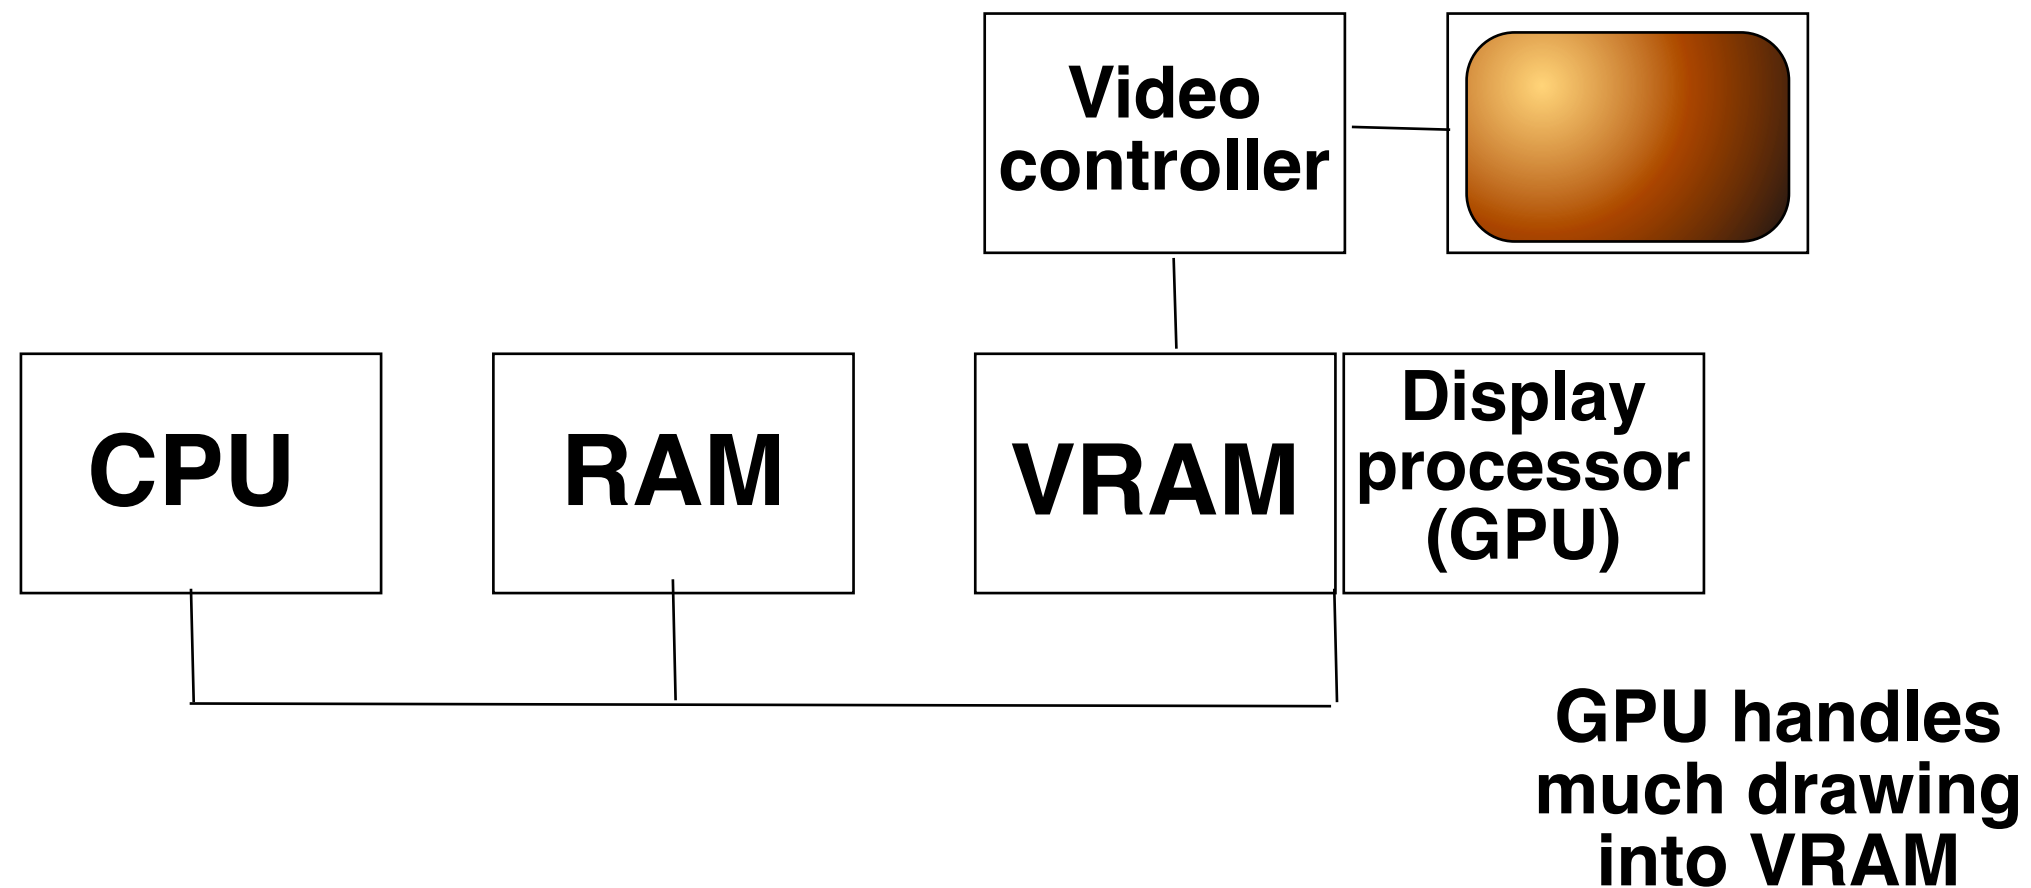 Video
controller
CPU
RAM
VRAM
Display
processor
(GPU)
GPU handles
much drawing
into VRAM